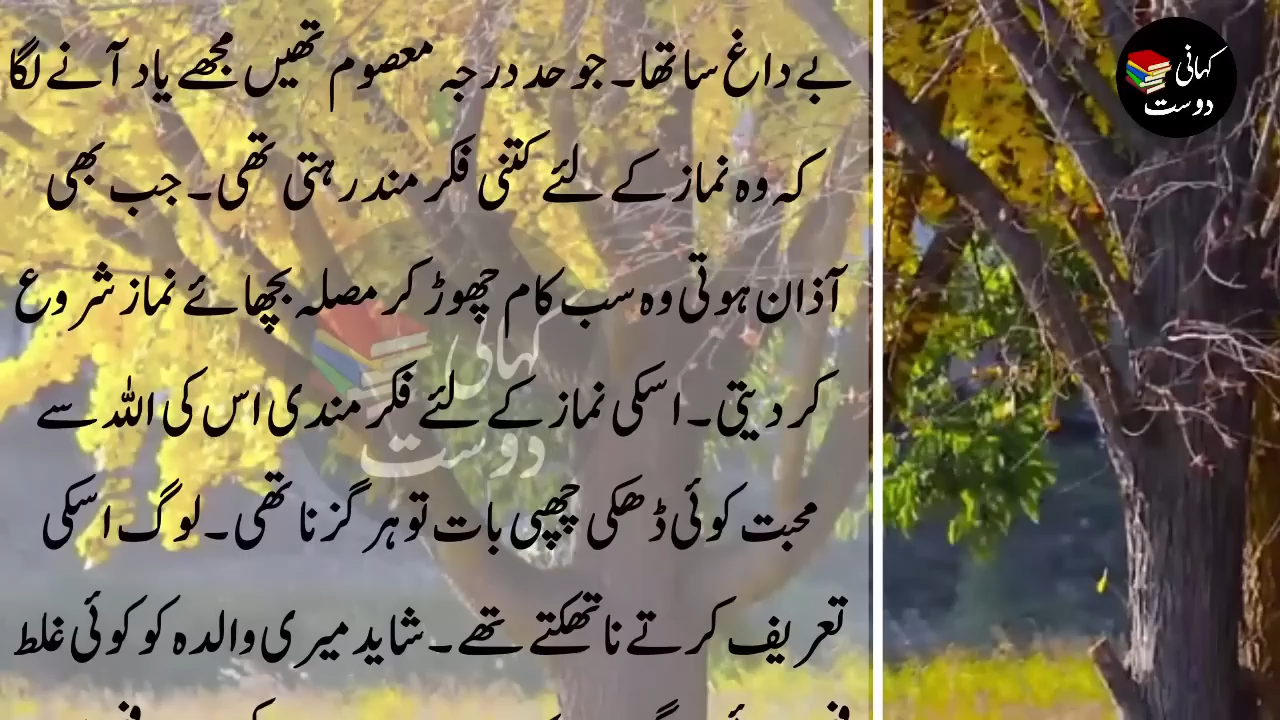 بے داغ سا تھا۔ جو حد درجہ معصوم تھیں مجھے یاد آنے لگا
کہ وہ نماز کے لئے کتنی فکر مند رہتی تھی۔ جب بھی
آذان ہوتی وہ سب کام چھوڑ کر مصلہ بچھائے نماز شروع
کر دیتی۔ اسکی نماز کے لئے فکر مندی اس کی اللہ سے
محبت کوئی ڈھکی چھپی بات تو ہر گز نا تھی۔ لوگ اسکی
تعریف کرتے نا تھکتے تھے۔ شاید میری والدہ کو کوئی غلط
کہانی
دوست
کہانی
دوست